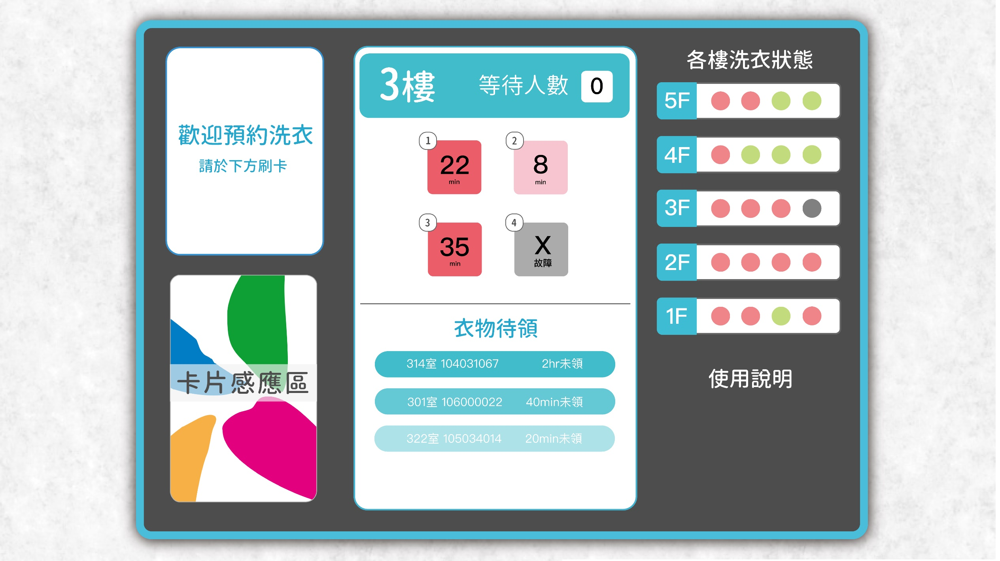 歡迎預約洗衣
請於下方刷卡
卡片感應區
3樓 等待人數 0
1
22
min
2
8
min
3
35
min
4
X
故障
衣物待領
314室 104031067 2hr未領
301室 106000022 40min未領
322室 105034014 20min未領
各樓洗衣狀態
5F
4F
3F
2F
1F
使用說明